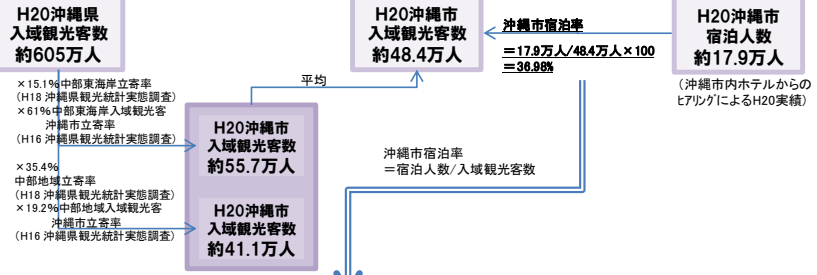 H20沖縄県
入域観光客数
約605万人
H20沖縄市
入域観光客数
約48.4万人
沖縄市宿泊率
＝17.9万人/48.4万人×100
＝36.98%
H20沖縄市
宿泊人数
約17.9万人
(沖縄市内ホテルからの
ﾋｱﾘﾝｸﾞによるH20実績)
平均
×15.1%中部東海岸立寄率
(H18 沖縄県観光統計実態調査)
×61%中部東海岸入域観光客
沖縄市立寄率
(H16 沖縄県観光統計実態調査)
H20沖縄市
入域観光客数
約55.7万人
沖縄市宿泊率
＝宿泊人数/入域観光客数
×35.4%
中部地域立寄率
(H18 沖縄県観光統計実態調査)
×19.2%中部地域入域観光客
沖縄市立寄率
(H16 沖縄県観光統計実態調査)
H20沖縄市
入域観光客数
約41.1万人